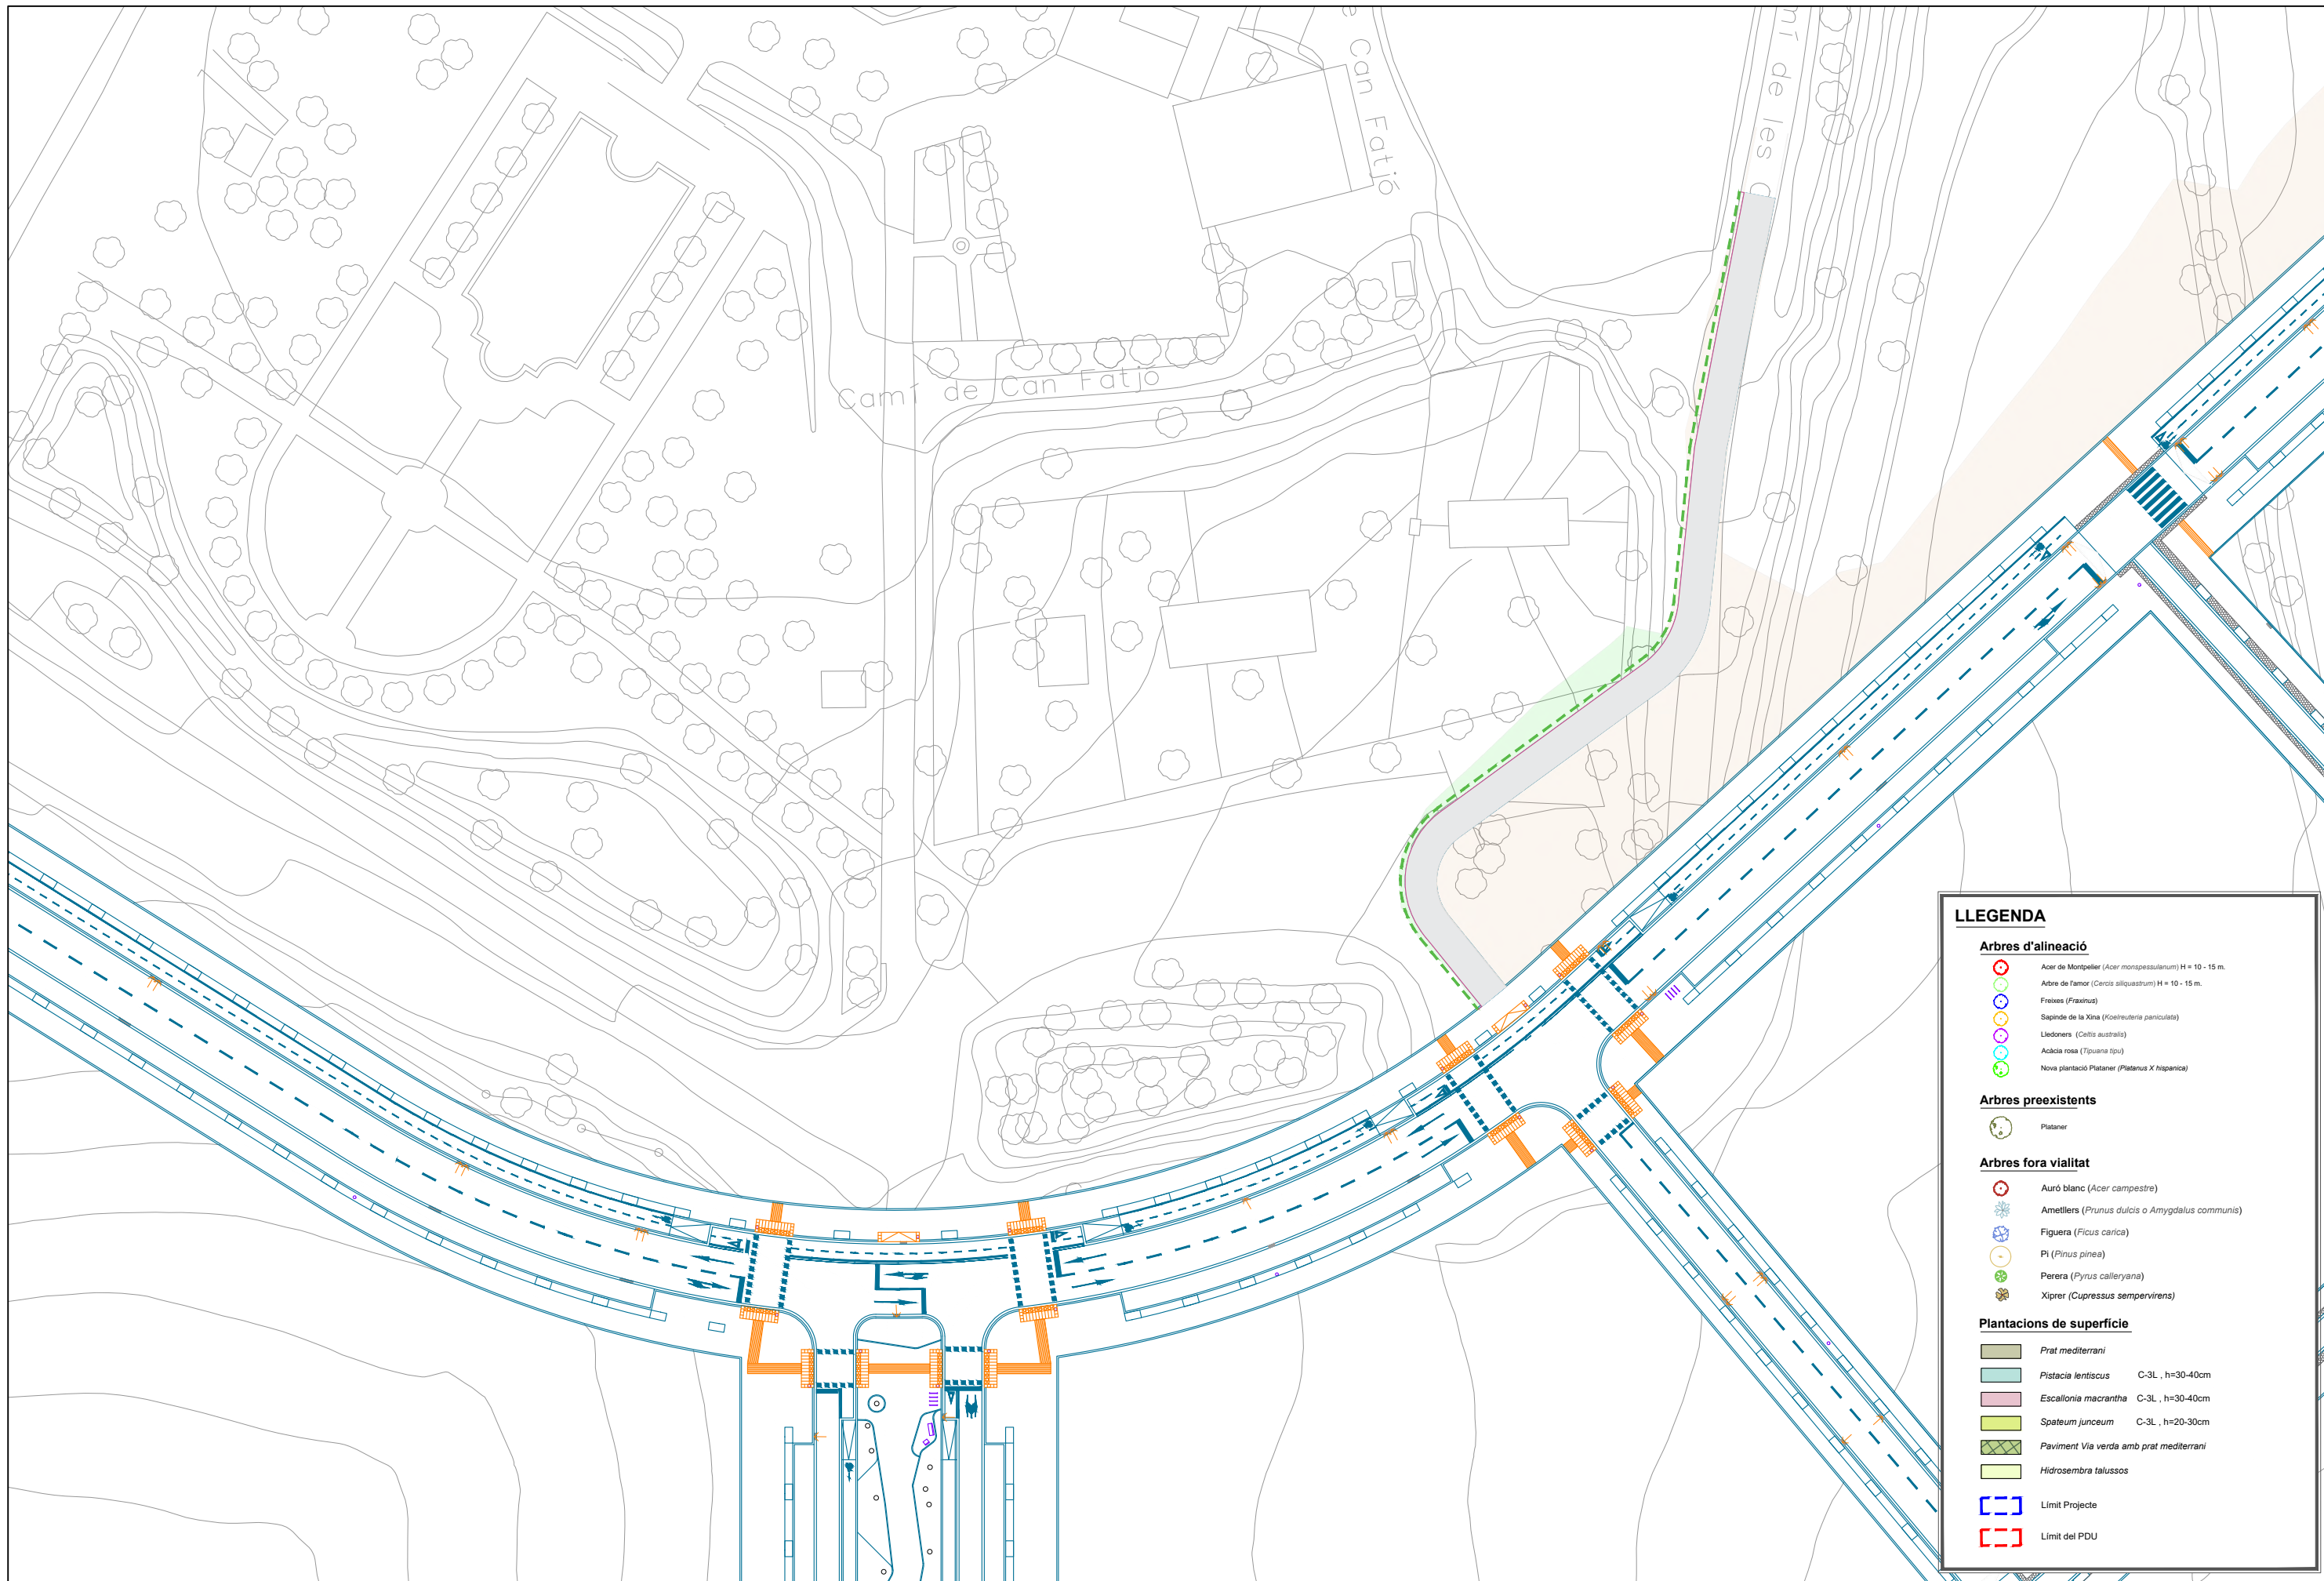 e Can Fatjó
mí de les C
Camí de Can Fatjó
LLEGENDA
Arbres d'alineació
Acer de Montpelier (Acer monspessulanum) H = 10 - 15 m.
Arbre de l'amor (Cercis siliquastrum) H = 10 - 15 m.
Freixes (Fraxinus)
Sapinde de la Xina (Koelreuteria paniculata)
Lledoners (Celtis australis)
Acàcia rosa (Tipuana tipu)
Nova plantació Plataner (Platanus X hispanica)
Arbres preexistents
Plataner
Arbres fora vialitat
Auró blanc (Acer campestre)
Ametllers (Prunus dulcis o Amygdalus communis)
Figuera (Ficus carica)
Pi (Pinus pinea)
Perera (Pyrus calleryana)
Xiprer (Cupressus sempervirens)
Plantacions de superfície
Prat mediterrani
Pistacia lentiscus C-3L , h=30-40cm
Escallonia macrantha C-3L , h=30-40cm
Spateum junceum C-3L , h=20-30cm
Paviment Via verda amb prat mediterrani
Hidrosembra talussos
Límit Projecte
Límit del PDU